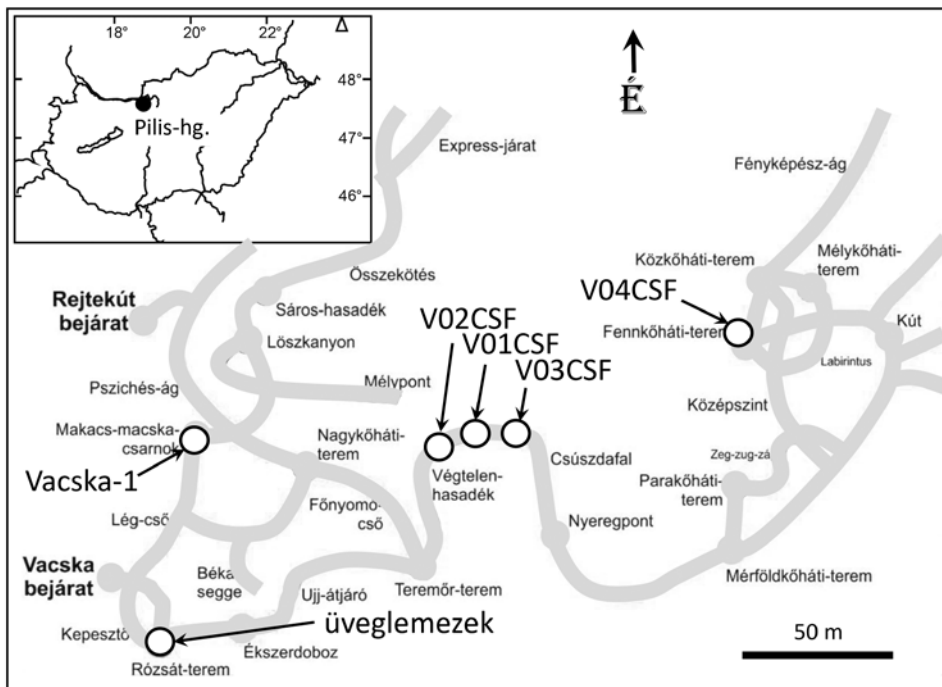 18° 20° 22°
48°
47°
46°
Pilis-hg.
É
Express-járat
Fényképész-ág
Összekötés
Közkőháti-terem
Mélykőháti-
terem
Rejtekút
bejárat
Sáros-hasadék
V02CSF
V04CSF
Kút
Löszkanyon
V01CSF
Fennkőháti-terer
V03CSF
Labirintus
Pszichés-ág
Mélypont
Középszint
Makacs-macska-
csarnok
Nagykőháti-
terem
Vacska-1
Végtelen-
hasadék
Csúszdafal
Zeg-zug-zá
Parakőháti-
terem
Lég-cső
Főnyomo-
cső
Nyeregpont
Vacska
bejárat
Béka
segge
Ujj-átjáró
Teremőr-terem
Mérföldkőháti-terem
Kepesztő
üveglemezek
Ékszerdoboz
Rózsát-terem
50 m